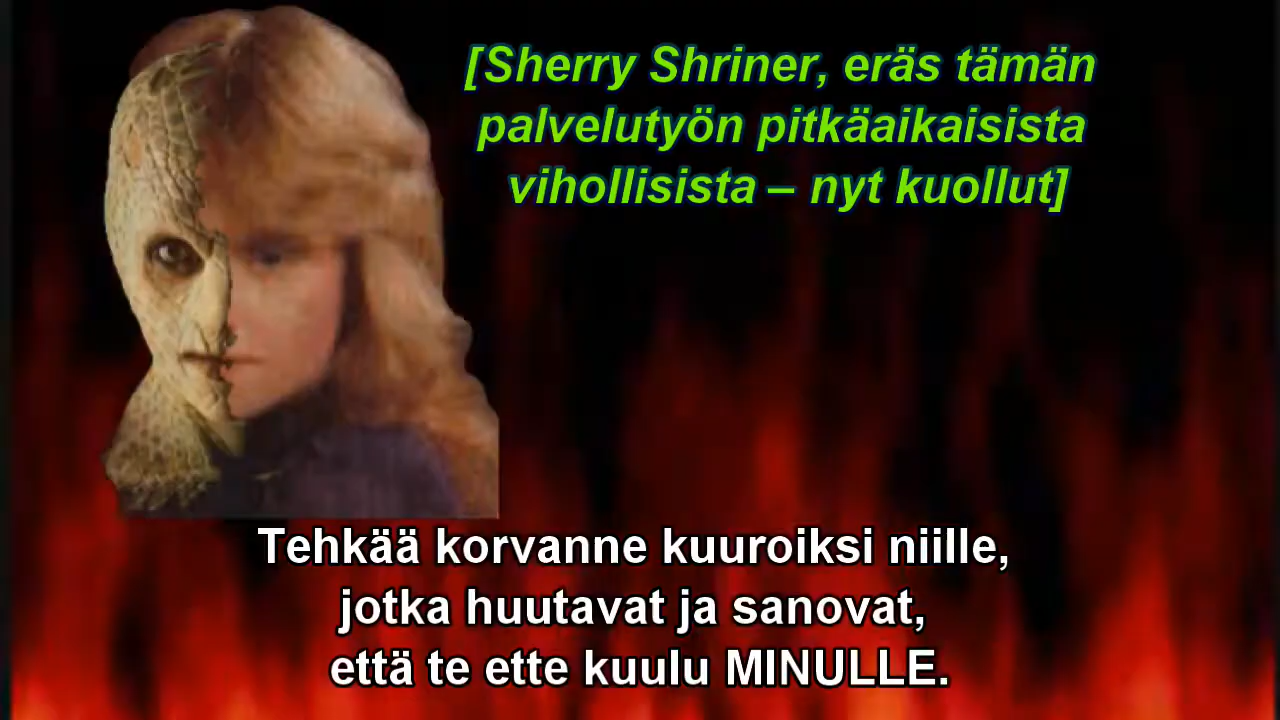 [Sherry Shriner, eräs tämän
palvelutyön pitkäaikaisista
vihollisista – nyt kuollut]
Tehkää korvanne kuuroiksi niille,
jotka huutavat ja sanovat,
että te ette kuulu MINULLE.